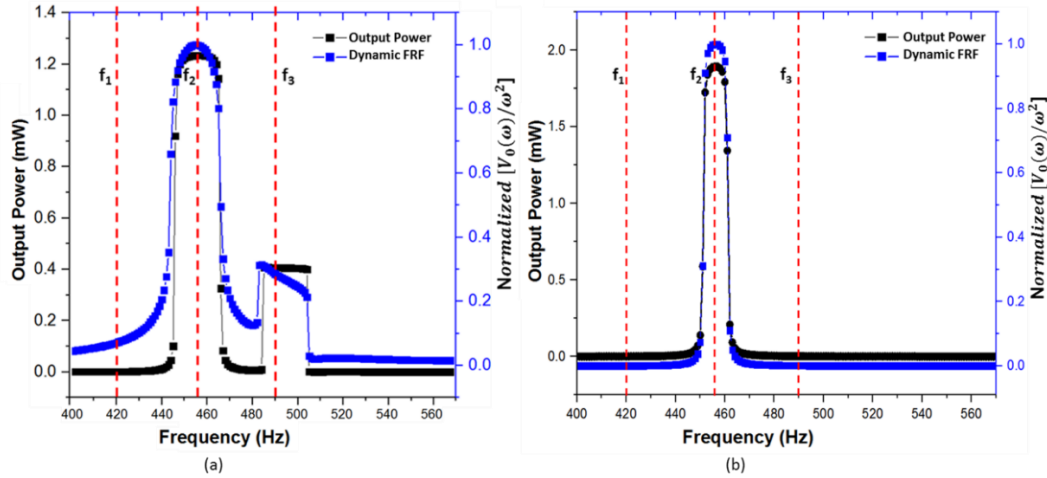 1.4
1.2
1.0
0.8
0.6
0.4
0.2
0.0
Output Power (mW)
f1
f2
f3
Output Power
Dynamic FRF
1.0
0.8
0.6
0.4
0.2
0.0
Normalized [V₀(ω)/ω²]
400 420 440 460 480 500 520 540 560
Frequency (Hz)
(a)
2.0
1.5
1.0
0.5
0.0
Output Power (mW)
f1
f2
f3
Output Power
Dynamic FRF
1.0
0.8
0.6
0.4
0.2
0.0
Normalized [V₀(ω)/ω²]
400 420 440 460 480 500 520 540 560
Frequency (Hz)
(b)